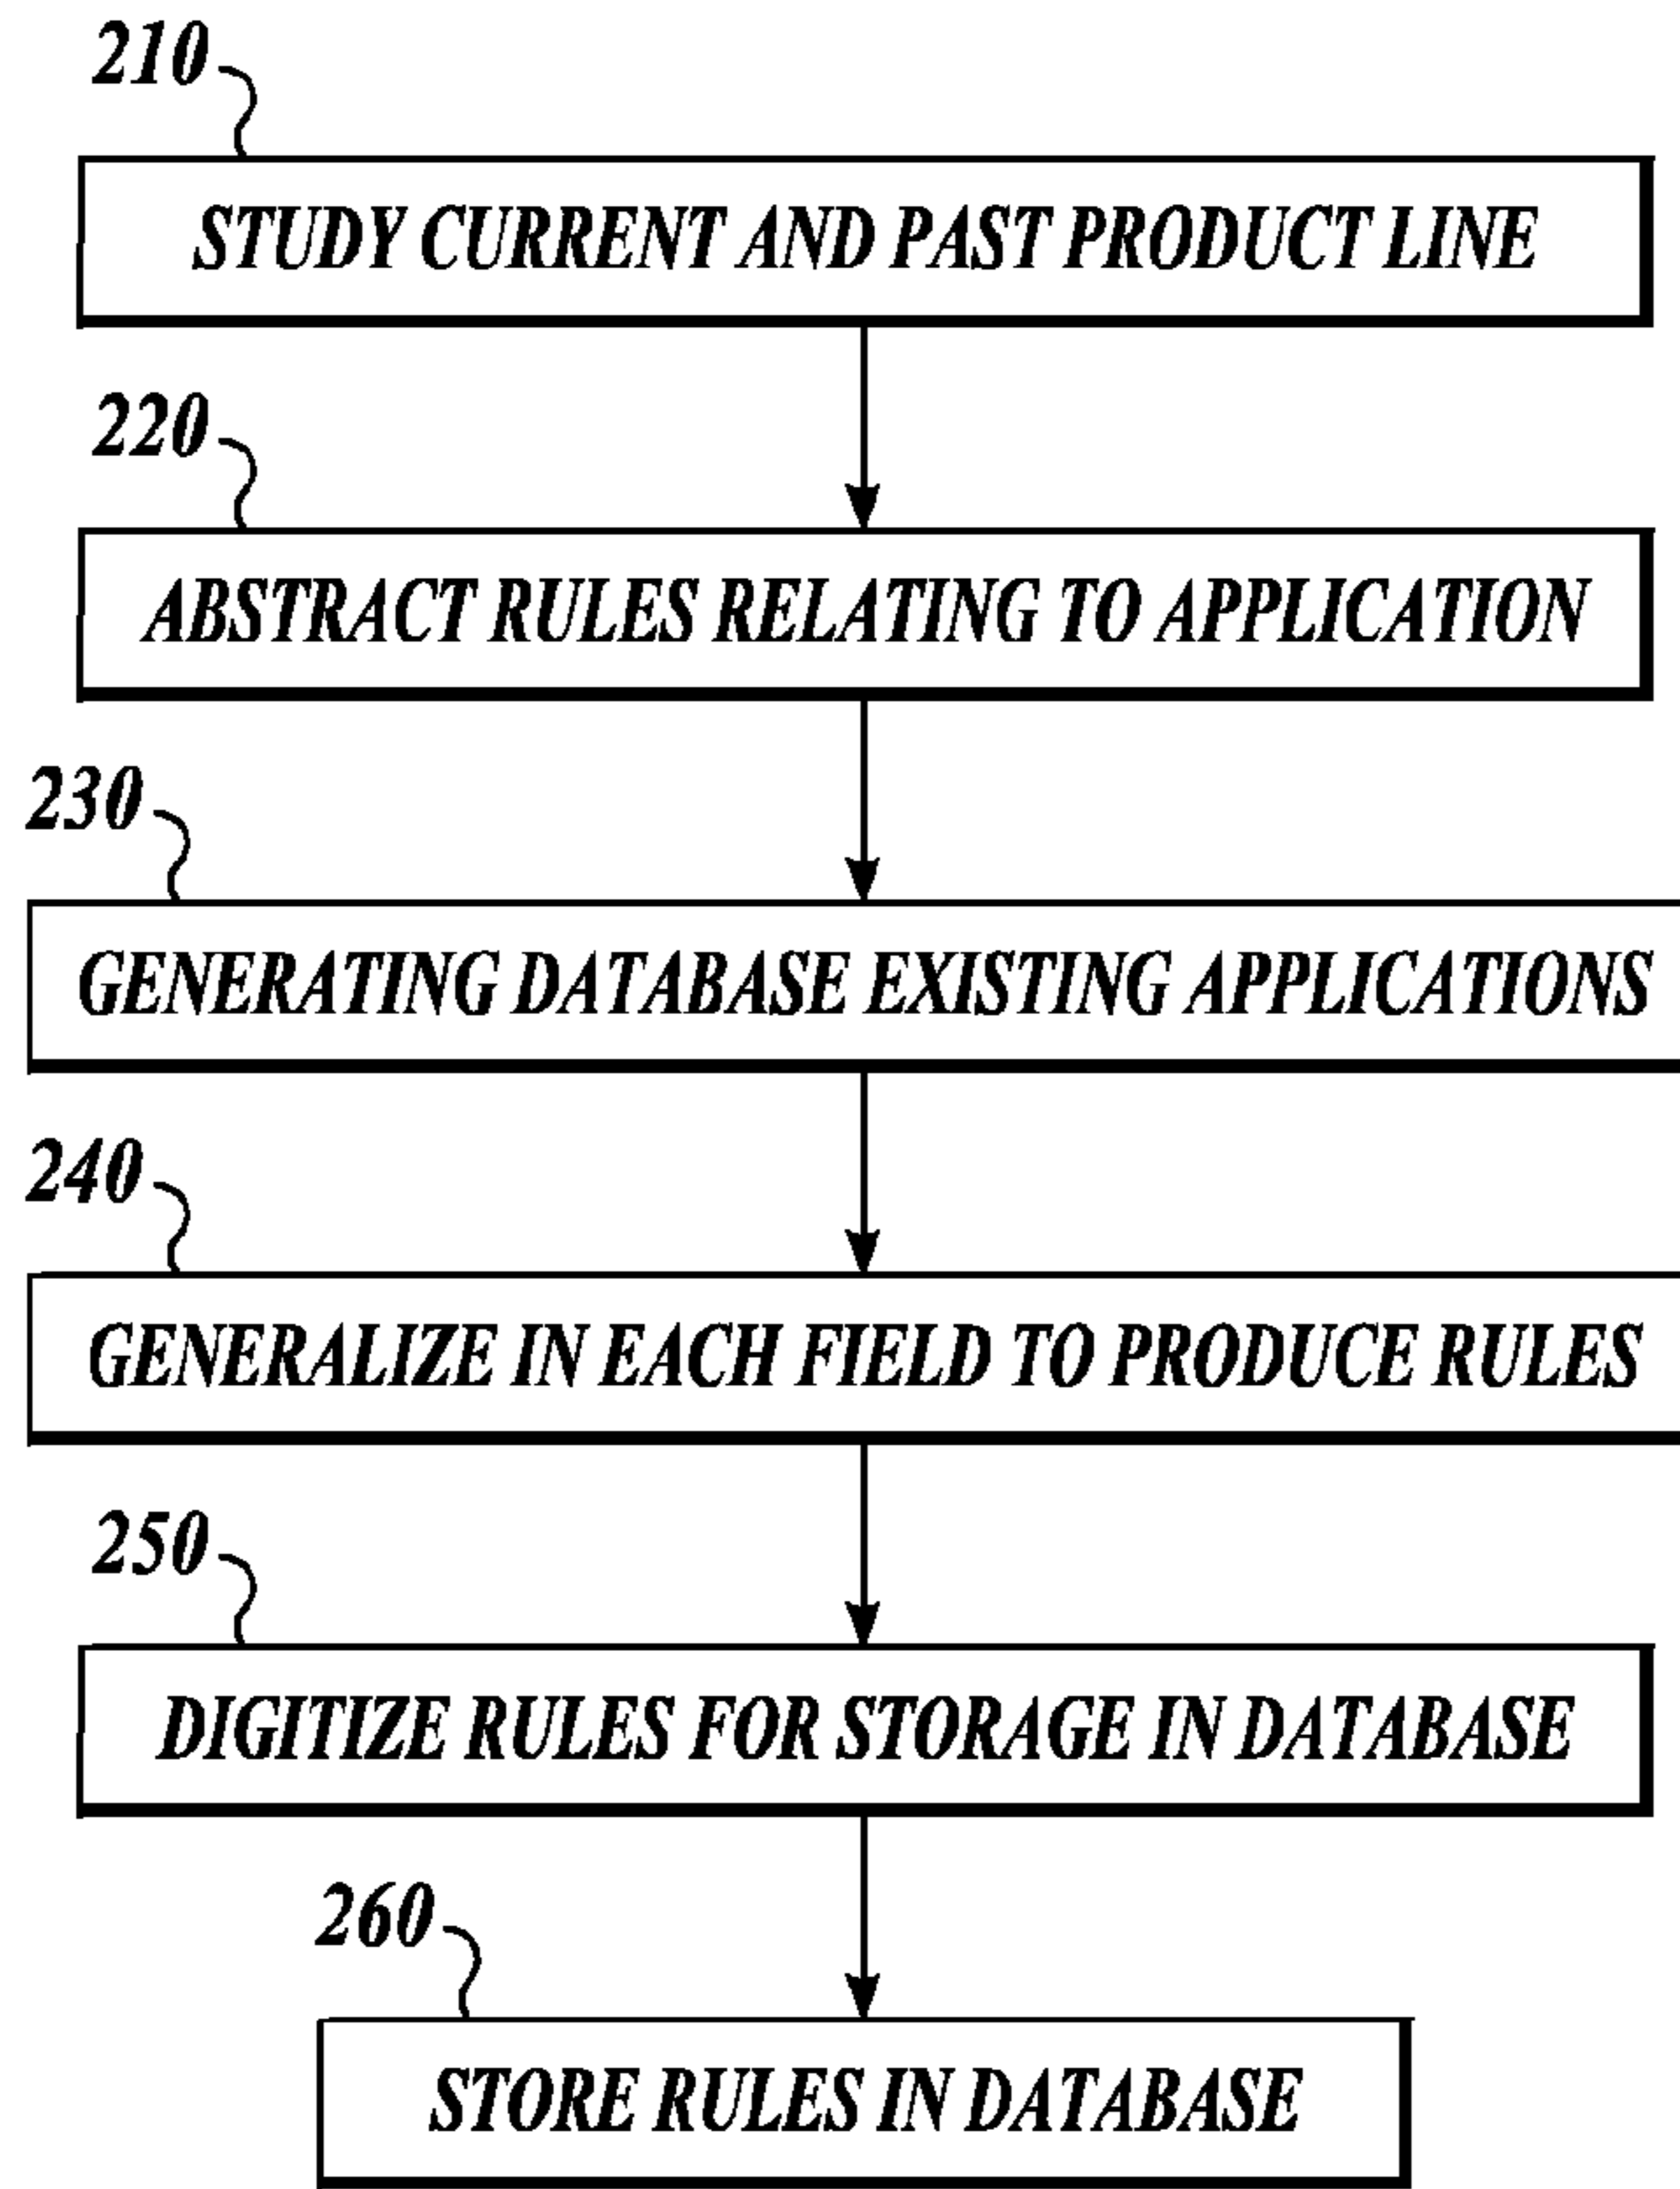 210
STUDY CURRENT AND PAST PRODUCT LINE
220
ABSTRACT RULES RELATING TO APPLICATION
230
GENERATING DATABASE EXISTING APPLICATIONS
240
GENERALIZE IN EACH FIELD TO PRODUCE RULES
250
DIGITIZE RULES FOR STORAGE IN DATABASE
260
STORE RULES IN DATABASE